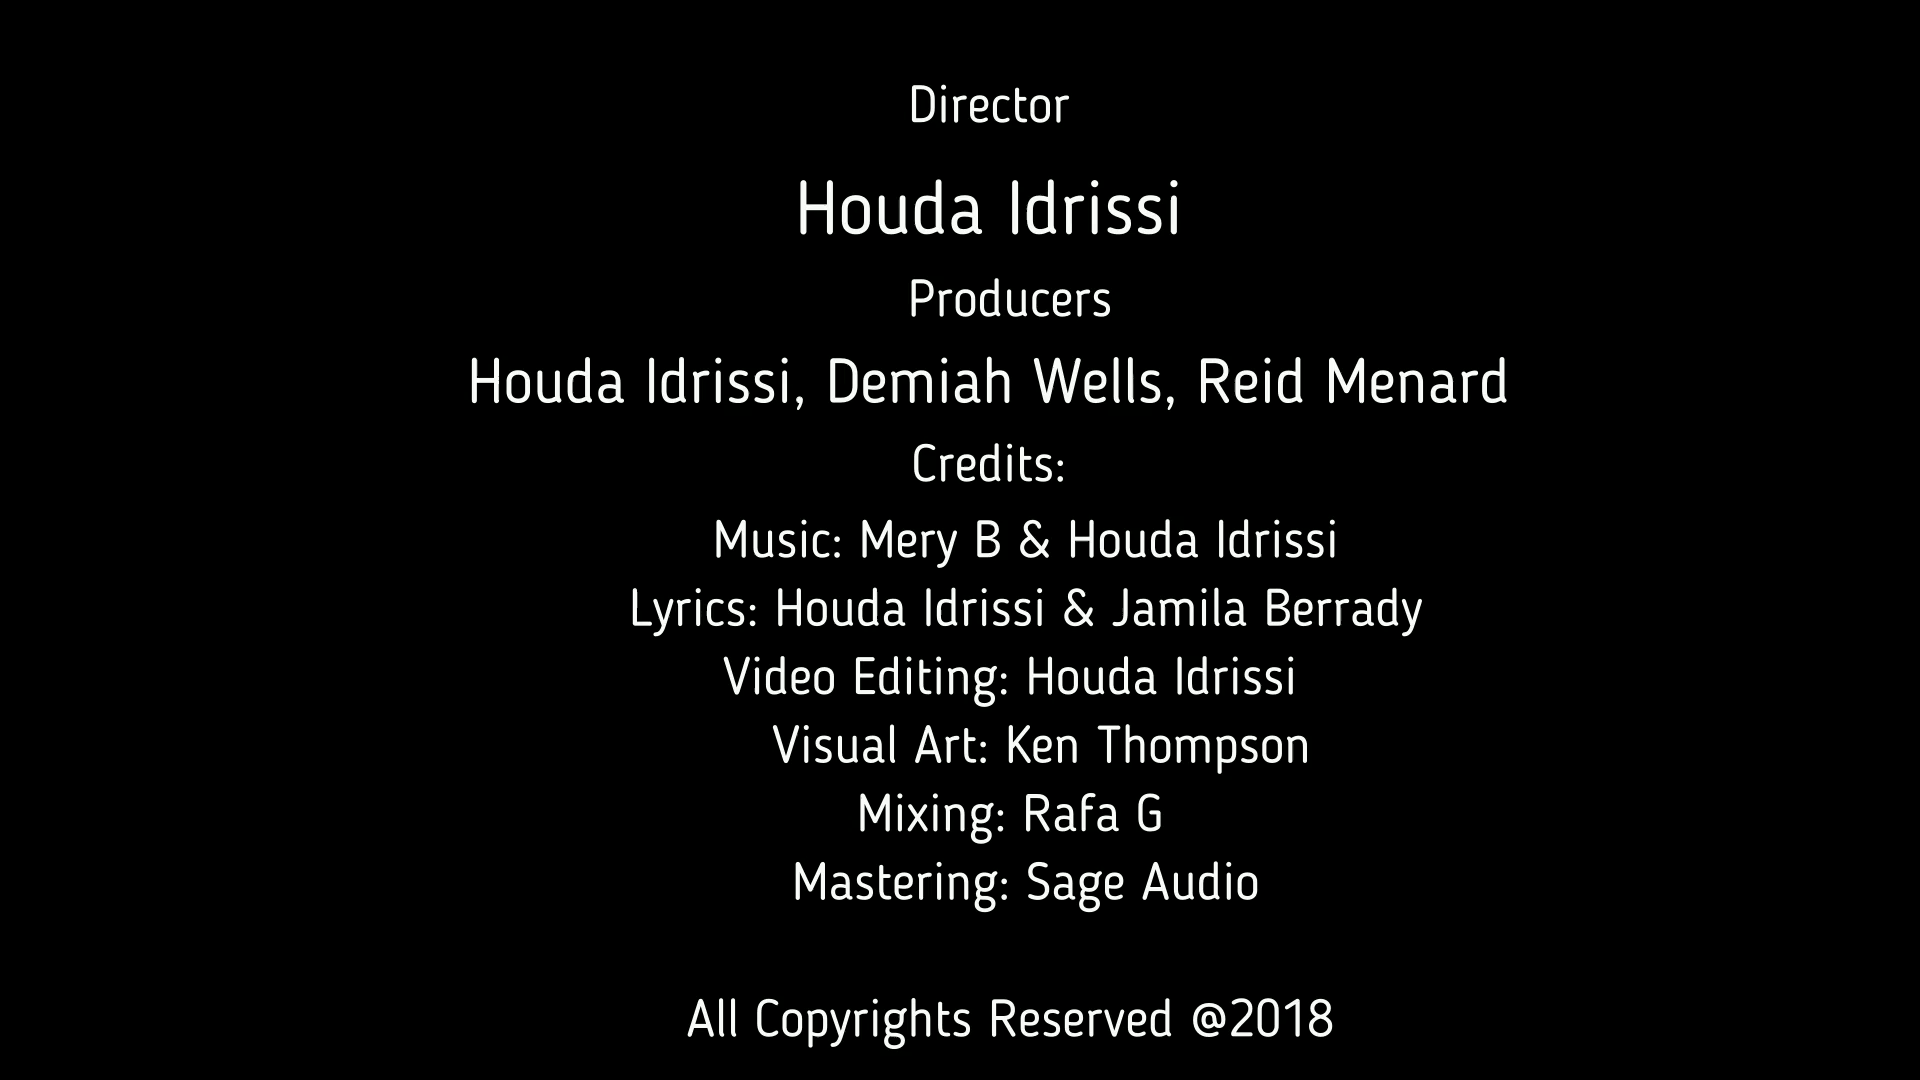 Director
Houda Idrissi
Producers
Houda Idrissi, Demiah Wells, Reid Menard
Credits:
Music: Mery B & Houda Idrissi
Lyrics: Houda Idrissi & Jamila Berrady
Video Editing: Houda Idrissi
Visual Art: Ken Thompson
Mixing: Rafa G
Mastering: Sage Audio
All Copyrights Reserved @2018